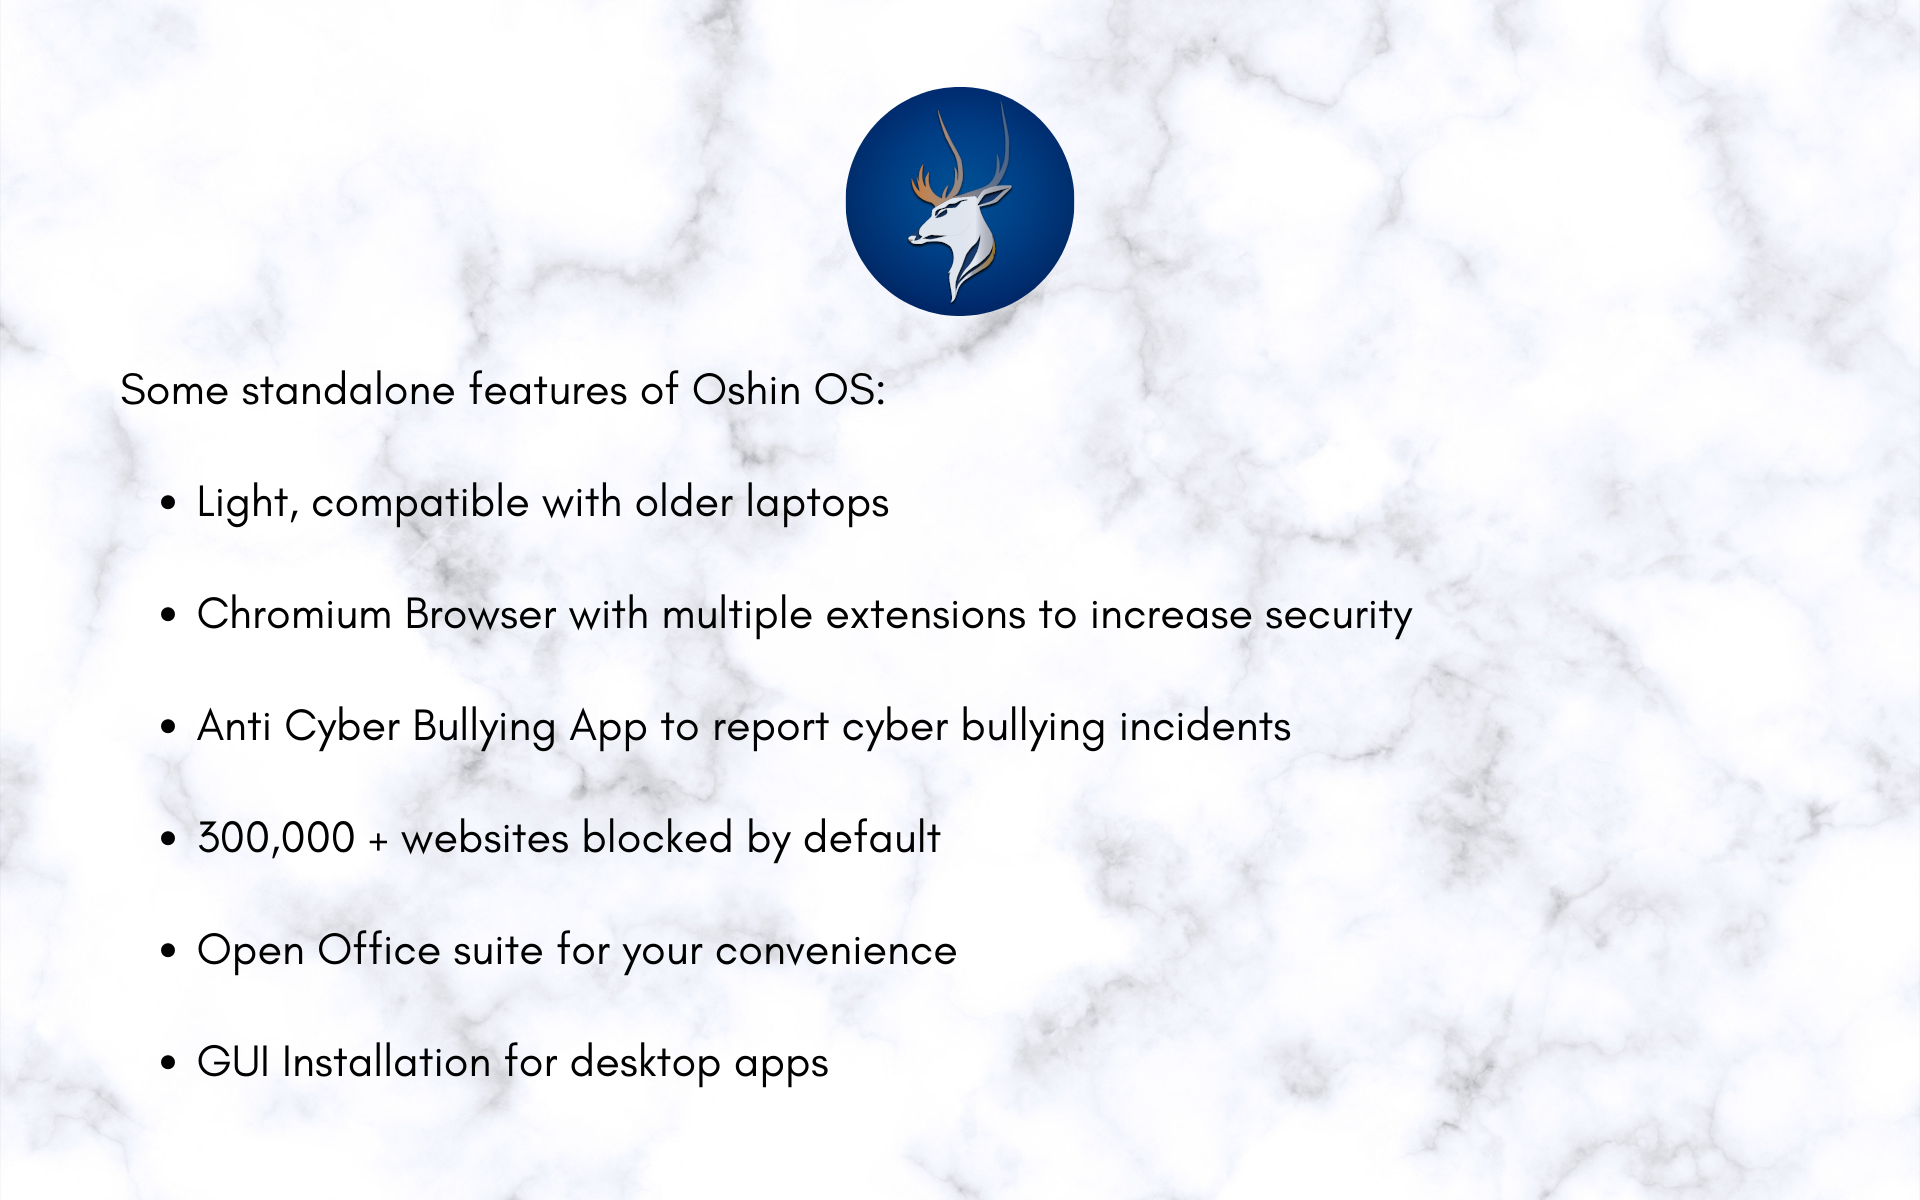 Some standalone features of Oshin OS:
• Light, compatible with older laptops
• Chromium Browser with multiple extensions to increase security
• Anti Cyber Bullying App to report cyber bullying incidents
• 300,000 + websites blocked by default
• Open Office suite for your convenience
• GUI Installation for desktop apps